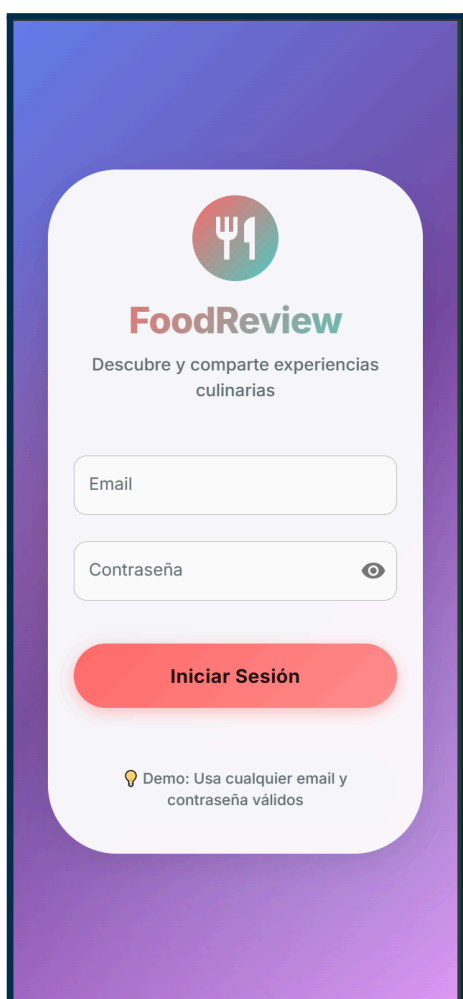 FoodReview
Descubre y comparte experiencias
culinarias
Email
Contraseña
Iniciar Sesión
💡 Demo: Usa cualquier email y
contraseña válidos